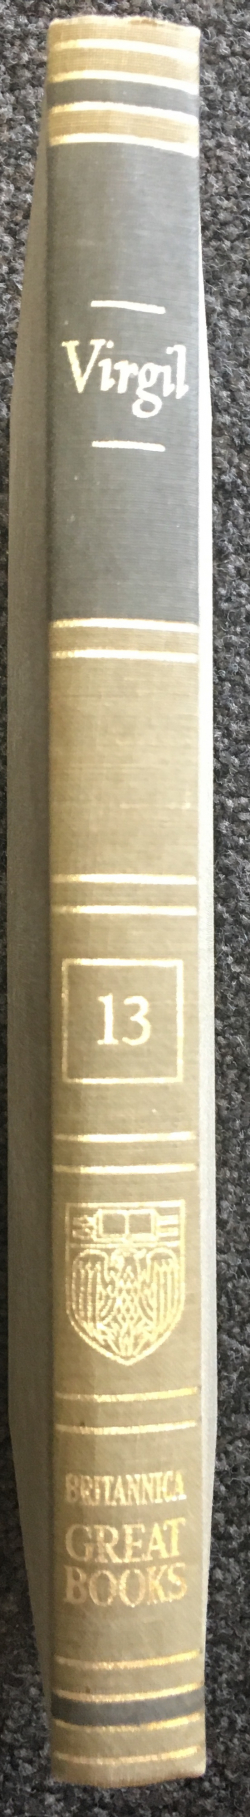 Virgil
13
BRITANNICA
GREAT
BOOKS